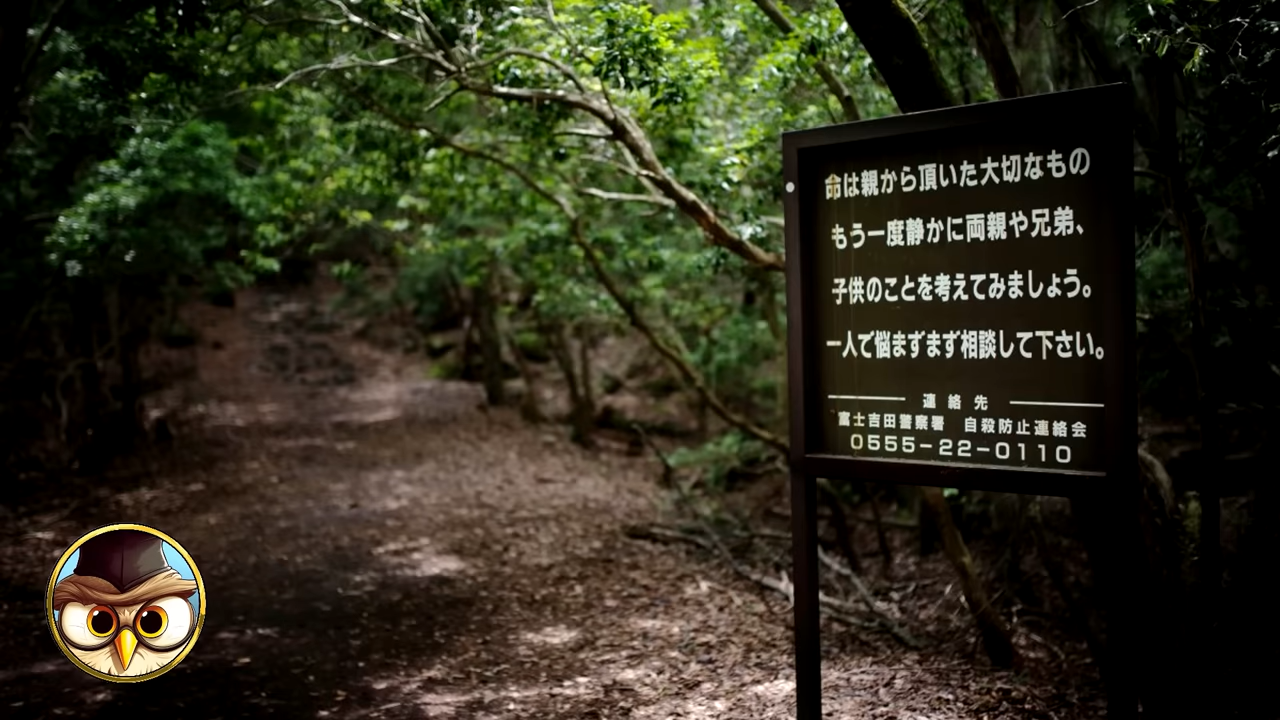 命は親から頂いた大切なもの
もう一度静かに両親や兄弟、
子供のことを考えてみましょう。
一人で悩まずまず相談して下さい。
連絡先
富士吉田警察署 自殺防止連絡会
0555-22-0110